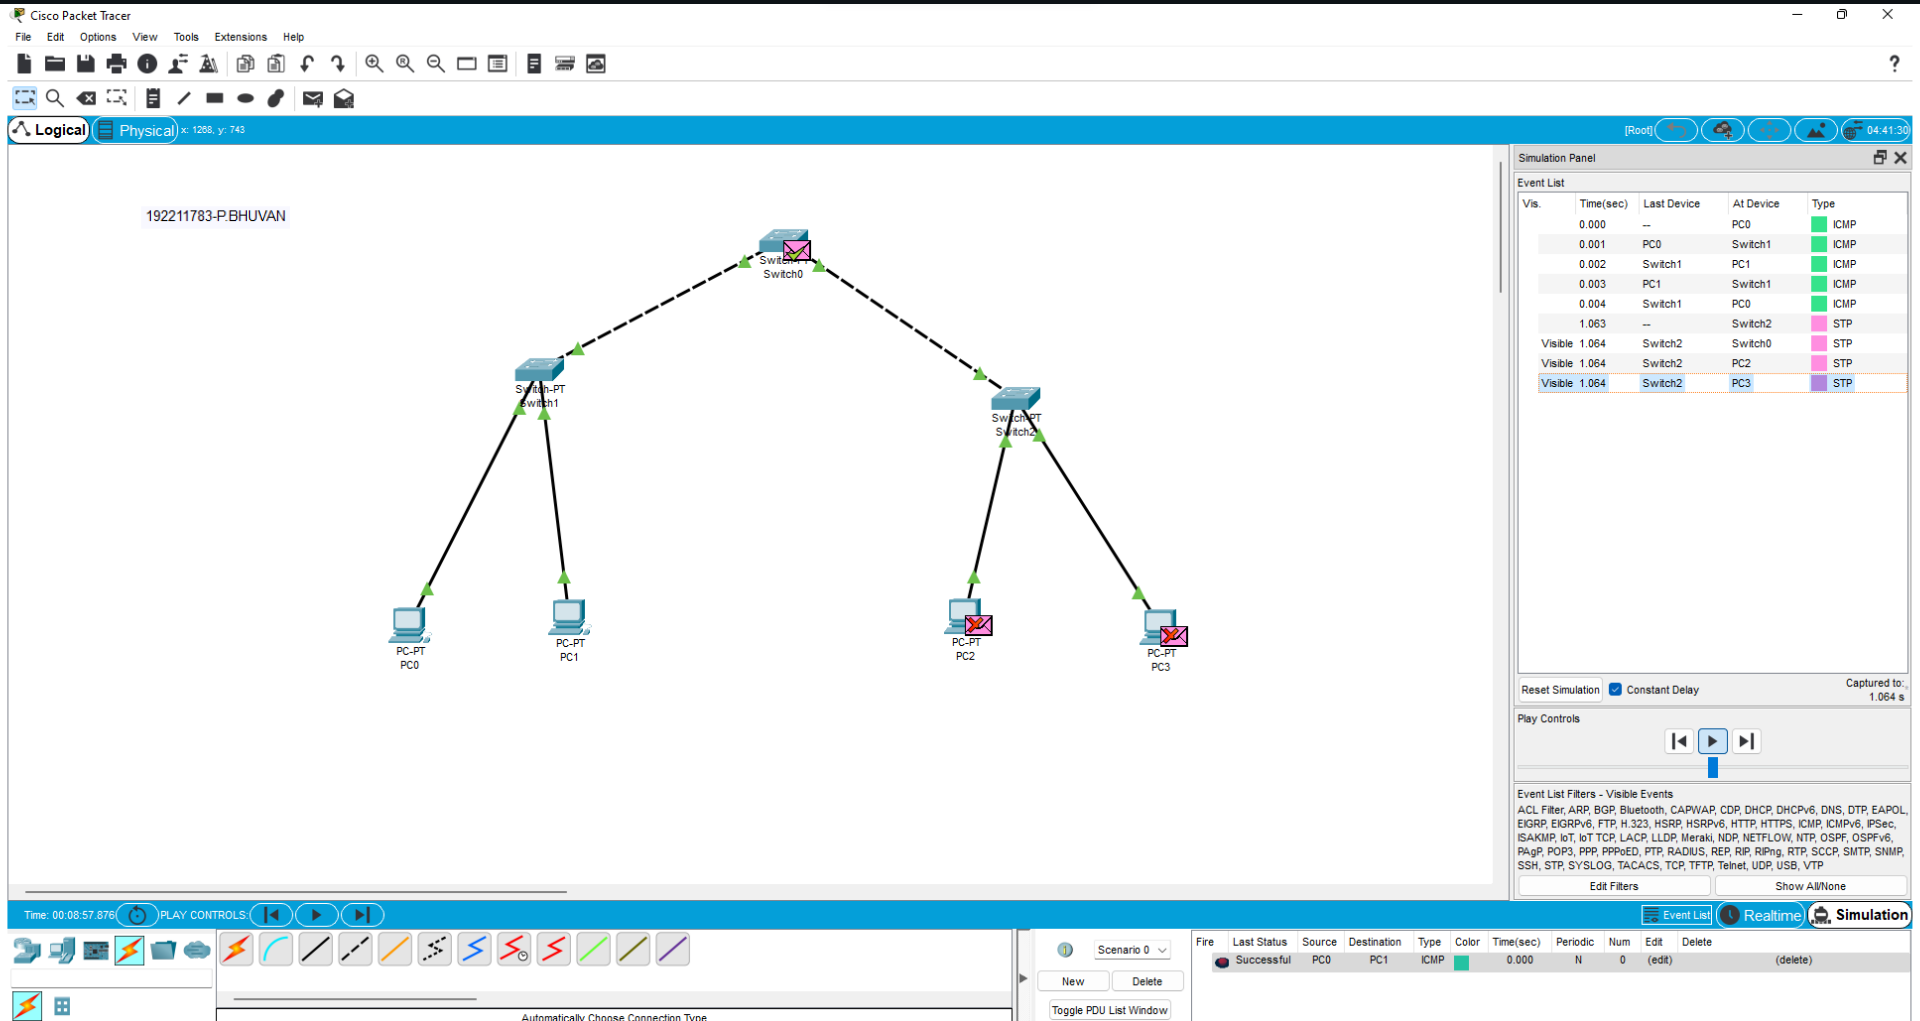 Cisco Packet Tracer
File Edit Options View Tools Extensions Help
Logical Physical x: 1268, y: 743 [Root] 04:41:30
192211783-P.BHUVAN
Switch0
Switch-PT
Switch1
Switch-PT
Switch2
PC-PT
PC0
PC-PT
PC1
PC-PT
PC2
PC-PT
PC3
Simulation Panel
Event List
Vis. Time(sec) Last Device At Device Type
0.000 -- PC0 ICMP
0.001 PC0 Switch1 ICMP
0.002 Switch1 PC1 ICMP
0.003 PC1 Switch1 ICMP
0.004 Switch1 PC0 ICMP
1.063 -- Switch2 STP
Visible 1.064 Switch2 Switch0 STP
Visible 1.064 Switch2 PC2 STP
Visible 1.064 Switch2 PC3 STP
Reset Simulation Constant Delay Captured to:
1.064 s
Play Controls
Event List Filters - Visible Events
ACL Filter, ARP, BGP, Bluetooth, CAPWAP, CDP, DHCP, DHCPv6, DNS, DTP, EAPOL,
EIGRP, EIGRPv6, FTP, H.323, HSRP, HSRPv6, HTTP, HTTPS, ICMP, ICMPv6, IPSec,
ISAKMP, IoT, IoT TCP, LACP, LLDP, Meraki, NDP, NETFLOW, NTP, OSPF, OSPFv6,
PAgP, POP3, PPP, PPPoED, PTP, RADIUS, REP, RIP, RIPng, RTP, SCCP, SMTP, SNMP,
SSH, STP, SYSLOG, TACACS, TCP, TFTP, Telnet, UDP, USB, VTP
Edit Filters Show All/None
Time: 00:08:57.876 PLAY CONTROLS: Event List Realtime Simulation
Scenario 0
New Delete
Toggle PDU List Window
Fire Last Status Source Destination Type Color Time(sec) Periodic Num Edit Delete
Successful PC0 PC1 ICMP 0.000 N 0 (edit) (delete)
Automatically Choose Connection Type